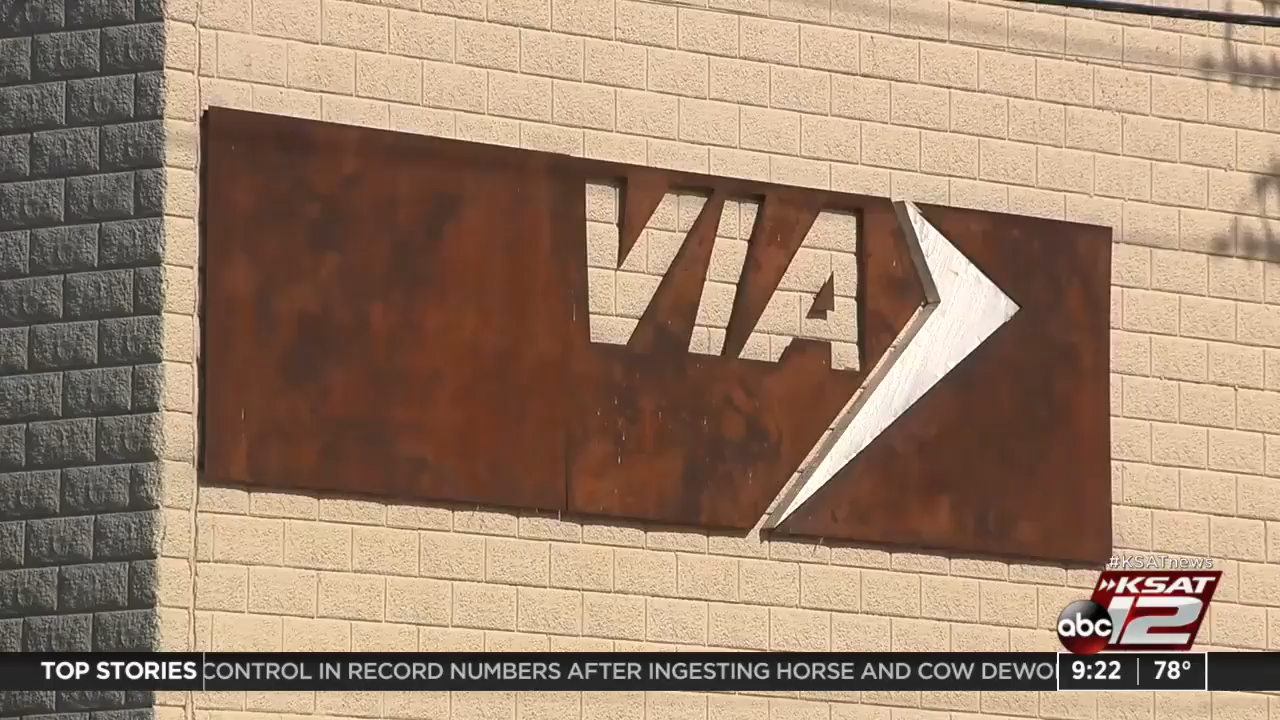 VIA
#KSATnews
KSAT
abc 12
TOP STORIES CONTROL IN RECORD NUMBERS AFTER INGESTING HORSE AND COW DEWO 9:22 78°